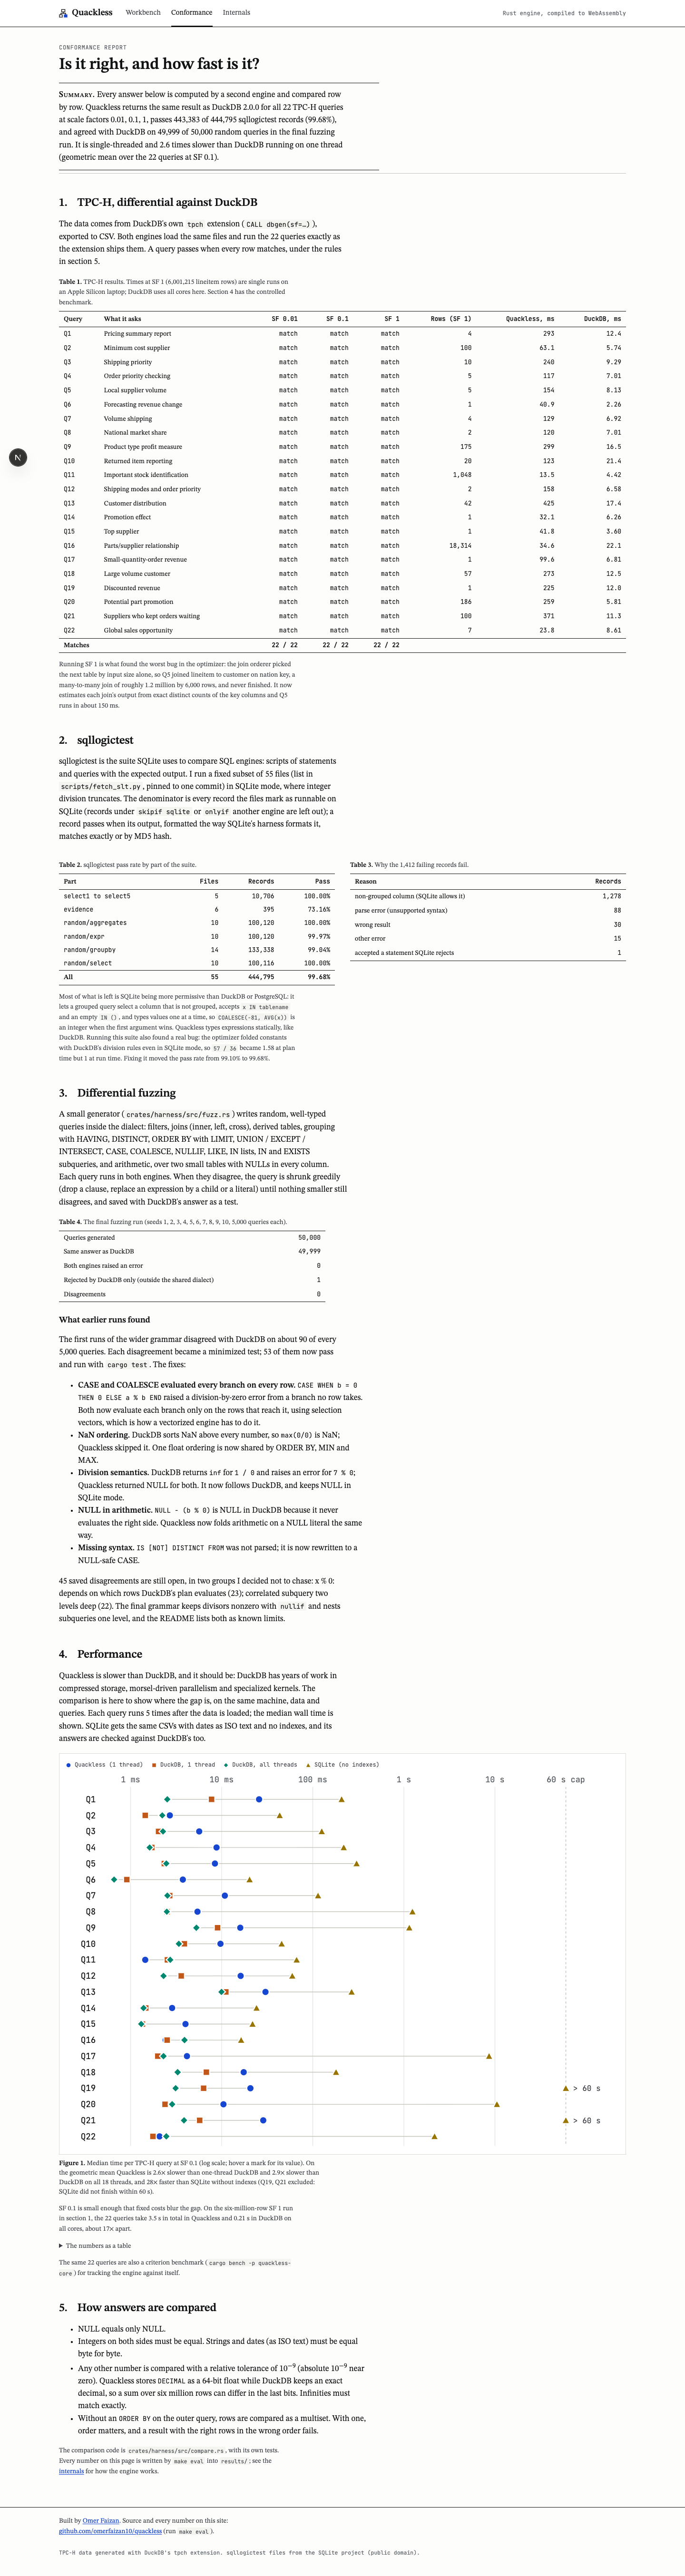 Quackless Workbench Conformance Internals Rust engine, compiled to WebAssembly
CONFORMANCE REPORT
Is it right, and how fast is it?
SUMMARY. Every answer below is computed by a second engine and compared row
by row. Quackless returns the same result as DuckDB 2.0.0 for all 22 TPC-H queries
at scale factors 0.01, 0.1, 1, passes 443,383 of 444,795 sqllogictest records (99.68%),
and agreed with DuckDB on 49,999 of 50,000 random queries in the final fuzzing
run. It is single-threaded and 2.6 times slower than DuckDB running on one thread
(geometric mean over the 22 queries at SF 0.1).
1. TPC-H, differential against DuckDB
The data comes from DuckDB's own tpch extension ( CALL dbgen(sf=…) ),
exported to CSV. Both engines load the same files and run the 22 queries exactly as
the extension ships them. A query passes when every row matches, under the rules
in section 5.
Table 1. TPC-H results. Times at SF 1 (6,001,215 lineitem rows) are single runs on
an Apple Silicon laptop; DuckDB uses all cores here. Section 4 has the controlled
benchmark.
Query What it asks SF 0.01 SF 0.1 SF 1 Rows (SF 1) Quackless, ms DuckDB, ms
Q1 Pricing summary report match match match 4 293 12.4
Q2 Minimum cost supplier match match match 100 63.1 5.74
Q3 Shipping priority match match match 10 240 9.29
Q4 Order priority checking match match match 5 117 7.01
Q5 Local supplier volume match match match 5 154 8.13
Q6 Forecasting revenue change match match match 1 40.9 2.26
Q7 Volume shipping match match match 4 129 6.92
Q8 National market share match match match 2 120 7.01
Q9 Product type profit measure match match match 175 299 16.5
Q10 Returned item reporting match match match 20 123 21.4
Q11 Important stock identification match match match 1,048 13.5 4.42
Q12 Shipping modes and order priority match match match 2 158 6.58
Q13 Customer distribution match match match 42 425 17.4
Q14 Promotion effect match match match 1 32.1 6.26
Q15 Top supplier match match match 1 41.8 3.60
Q16 Parts/supplier relationship match match match 18,314 34.6 22.1
Q17 Small-quantity-order revenue match match match 1 99.6 6.81
Q18 Large volume customer match match match 57 273 12.5
Q19 Discounted revenue match match match 1 225 12.0
Q20 Potential part promotion match match match 186 259 5.81
Q21 Suppliers who kept orders waiting match match match 100 371 11.3
Q22 Global sales opportunity match match match 7 23.8 8.61
Matches 22 / 22 22 / 22 22 / 22
Running SF 1 is what found the worst bug in the optimizer: the join orderer picked
the next table by input size alone, so Q5 joined lineitem to customer on nation key, a
many-to-many join of roughly 1.2 million by 6,000 rows, and never finished. It now
estimates each join's output from exact distinct counts of the key columns and Q5
runs in about 150 ms.
2. sqllogictest
sqllogictest is the suite SQLite uses to compare SQL engines: scripts of statements
and queries with the expected output. I run a fixed subset of 55 files (list in
scripts/fetch_slt.py , pinned to one commit) in SQLite mode, where integer
division truncates. The denominator is every record the files mark as runnable on
SQLite (records under skipif sqlite or onlyif another engine are left out); a
record passes when its output, formatted the way SQLite's harness formats it,
matches exactly or by MD5 hash.
Table 2. sqllogictest pass rate by part of the suite.
Part Files Records Pass
select1 to select5 5 10,706 100.00%
evidence 6 395 73.16%
random/aggregates 10 100,120 100.00%
random/expr 10 100,120 99.97%
random/groupby 14 133,338 99.04%
random/select 10 100,116 100.00%
All 55 444,795 99.68%
Table 3. Why the 1,412 failing records fail.
Reason Records
non-grouped column (SQLite allows it) 1,278
parse error (unsupported syntax) 88
wrong result 30
other error 15
accepted a statement SQLite rejects 1
Most of what is left is SQLite being more permissive than DuckDB or PostgreSQL: it
lets a grouped query select a column that is not grouped, accepts x IN tablename
and an empty IN () , and types values one at a time, so COALESCE(-81, AVG(x)) is
an integer when the first argument wins. Quackless types expressions statically, like
DuckDB. Running this suite also found a real bug: the optimizer folded constants
with DuckDB's division rules even in SQLite mode, so 57 / 36 became 1.58 at plan
time but 1 at run time. Fixing it moved the pass rate from 99.10% to 99.68%.
3. Differential fuzzing
A small generator ( crates/harness/src/fuzz.rs ) writes random, well-typed
queries inside the dialect: filters, joins (inner, left, cross), derived tables, grouping
with HAVING, DISTINCT, ORDER BY with LIMIT, UNION / EXCEPT /
INTERSECT, CASE, COALESCE, NULLIF, LIKE, IN lists, IN and EXISTS
subqueries, and arithmetic, over two small tables with NULLs in every column.
Each query runs in both engines. When they disagree, the query is shrunk greedily
(drop a clause, replace an expression by a child or a literal) until nothing smaller still
disagrees, and saved with DuckDB's answer as a test.
Table 4. The final fuzzing run (seeds 1, 2, 3, 4, 5, 6, 7, 8, 9, 10, 5,000 queries each).
Queries generated 50,000
Same answer as DuckDB 49,999
Both engines raised an error 0
Rejected by DuckDB only (outside the shared dialect) 1
Disagreements 0
What earlier runs found
The first runs of the wider grammar disagreed with DuckDB on about 90 of every
5,000 queries. Each disagreement became a minimized test; 53 of them now pass
and run with cargo test . The fixes:
• CASE and COALESCE evaluated every branch on every row. CASE WHEN b = 0
THEN 0 ELSE a % b END raised a division-by-zero error from a branch no row takes.
Both now evaluate each branch only on the rows that reach it, using selection
vectors, which is how a vectorized engine has to do it.
• NaN ordering. DuckDB sorts NaN above every number, so max(0/0) is NaN;
Quackless skipped it. One float ordering is now shared by ORDER BY, MIN and
MAX.
• Division semantics. DuckDB returns inf for 1 / 0 and raises an error for 7 % 0;
Quackless returned NULL for both. It now follows DuckDB, and keeps NULL in
SQLite mode.
• NULL in arithmetic. NULL - (b % 0) is NULL in DuckDB because it never
evaluates the right side. Quackless now folds arithmetic on a NULL literal the same
way.
• Missing syntax. IS [NOT] DISTINCT FROM was not parsed; it is now rewritten to a
NULL-safe CASE.
45 saved disagreements are still open, in two groups I decided not to chase: x % 0:
depends on which rows DuckDB's plan evaluates (23); correlated subquery two
levels deep (22). The final grammar keeps divisors nonzero with nullif and nests
subqueries one level, and the README lists both as known limits.
4. Performance
Quackless is slower than DuckDB, and it should be: DuckDB has years of work in
compressed storage, morsel-driven parallelism and specialized kernels. The
comparison is here to show where the gap is, on the same machine, data and
queries. Each query runs 5 times after the data is loaded; the median wall time is
shown. SQLite gets the same CSVs with dates as ISO text and no indexes, and its
answers are checked against DuckDB's too.
Quackless (1 thread) DuckDB, 1 thread DuckDB, all threads SQLite (no indexes)
1 ms 10 ms 100 ms 1 s 10 s 60 s cap
Q1
Q2
Q3
Q4
Q5
Q6
Q7
Q8
Q9
Q10
Q11
Q12
Q13
Q14
Q15
Q16
Q17
Q18
Q19 > 60 s
Q20
Q21 > 60 s
Q22
Figure 1. Median time per TPC-H query at SF 0.1 (log scale; hover a mark for its value). On
the geometric mean Quackless is 2.6× slower than one-thread DuckDB and 2.9× slower than
DuckDB on all 18 threads, and 28× faster than SQLite without indexes (Q19, Q21 excluded:
SQLite did not finish within 60 s).
SF 0.1 is small enough that fixed costs blur the gap. On the six-million-row SF 1 run
in section 1, the 22 queries take 3.5 s in total in Quackless and 0.21 s in DuckDB on
all cores, about 17× apart.
▶ The numbers as a table
The same 22 queries are also a criterion benchmark ( cargo bench -p quackless-
core ) for tracking the engine against itself.
5. How answers are compared
• NULL equals only NULL.
• Integers on both sides must be equal. Strings and dates (as ISO text) must be equal
byte for byte.
• Any other number is compared with a relative tolerance of 10⁻⁹ (absolute 10⁻⁹ near
zero). Quackless stores DECIMAL as a 64-bit float while DuckDB keeps an exact
decimal, so a sum over six million rows can differ in the last bits. Infinities must
match exactly.
• Without an ORDER BY on the outer query, rows are compared as a multiset. With one,
order matters, and a result with the right rows in the wrong order fails.
The comparison code is crates/harness/src/compare.rs , with its own tests.
Every number on this page is written by make eval into results/ ; see the
internals for how the engine works.
Built by Omer Faizan. Source and every number on this site:
github.com/omerfaizan10/quackless (run make eval ).
TPC-H data generated with DuckDB's tpch extension. sqllogictest files from the SQLite project (public domain).